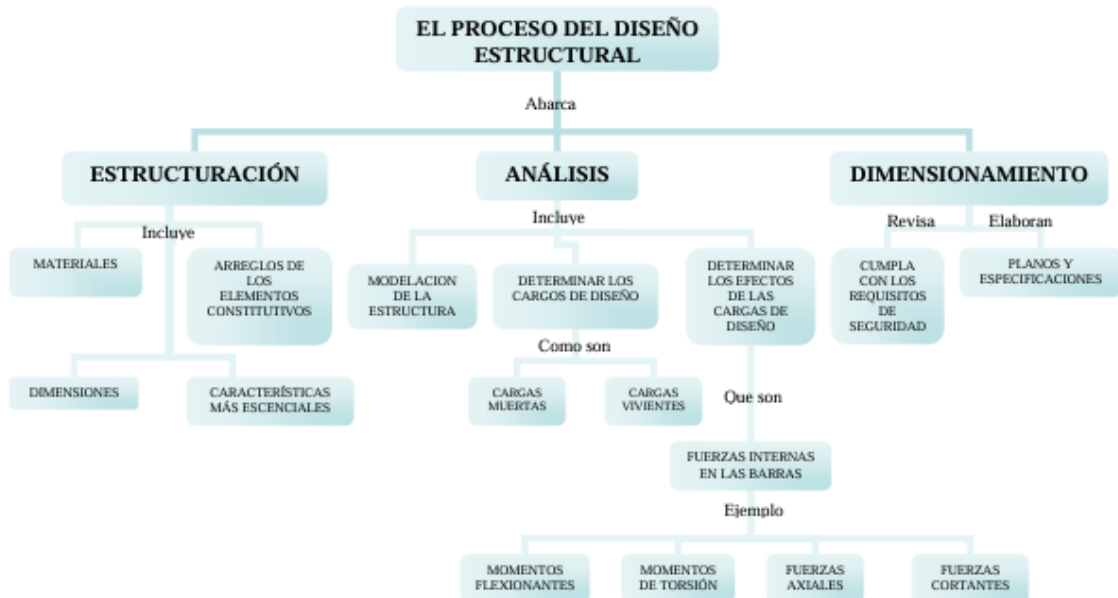 EL PROCESO DEL DISEÑO
ESTRUCTURAL
Abarca
ESTRUCTURACIÓN
ANÁLISIS
DIMENSIONAMIENTO
Incluye
Incluye
Revisa
Elaboran
MATERIALES
ARREGLOS DE
LOS
ELEMENTOS
CONSTITUTIVOS
MODELACION
DE LA
ESTRUCTURA
DETERMINAR LOS
CARGOS DE DISEÑO
DETERMINAR
LOS EFECTOS
DE LAS
CARGAS DE
DISEÑO
CUMPLA
CON LOS
REQUISITOS
DE
SEGURIDAD
PLANOS Y
ESPECIFICACIONES
Como son
DIMENSIONES
CARACTERÍSTICAS
MÁS ESCENCIALES
CARGAS
MUERTAS
CARGAS
VIVIENTES
Que son
FUERZAS INTERNAS
EN LAS BARRAS
Ejemplo
MOMENTOS
FLEXIONANTES
MOMENTOS
DE TORSIÓN
FUERZAS
AXIALES
FUERZAS
CORTANTES